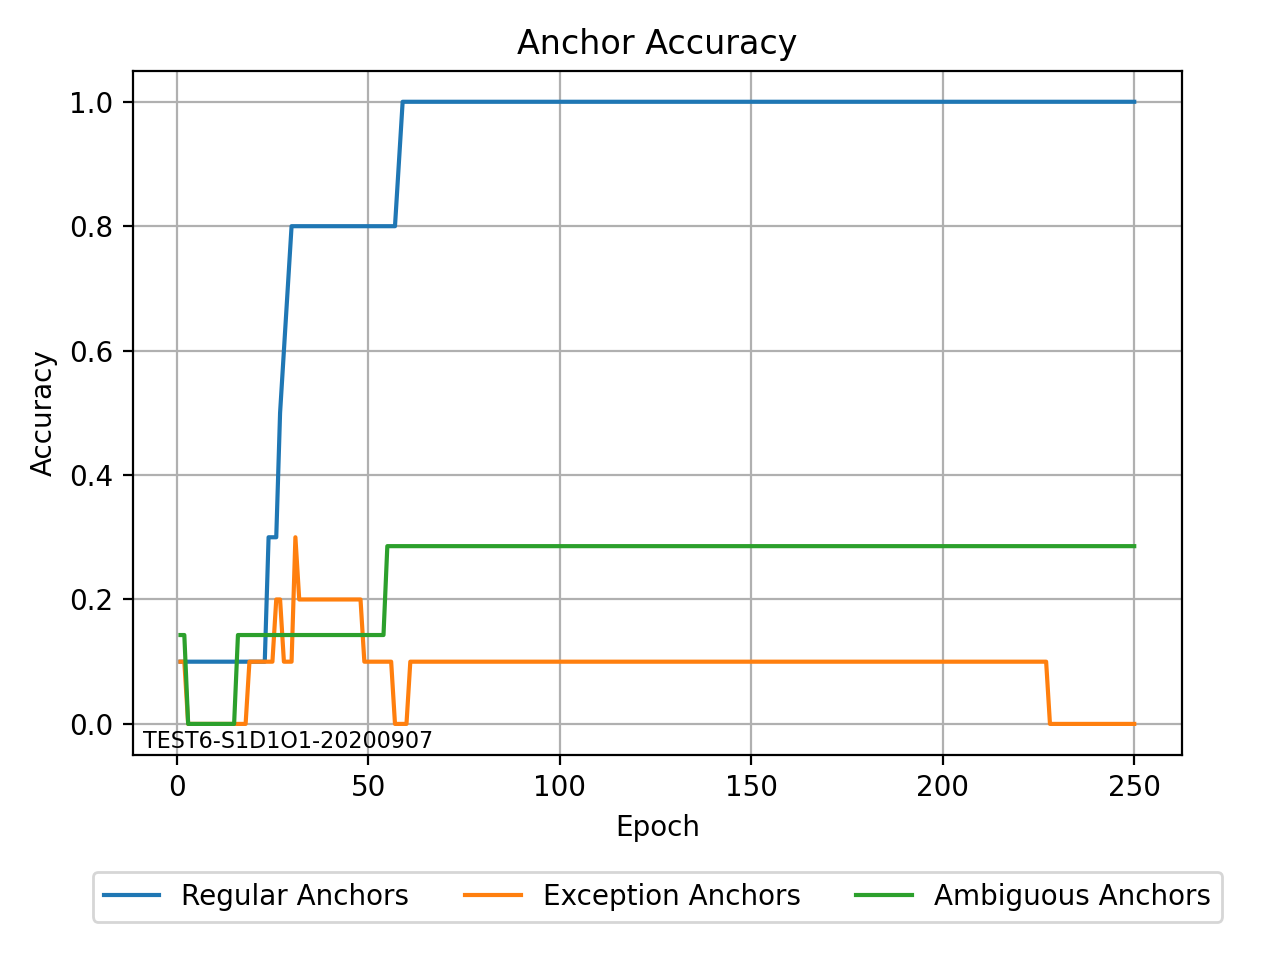 Anchor Accuracy
1.0
0.8
0.6
0.4
0.2
0.0
Accuracy
TEST6-S1D1O1-20200907
0 50 100 150 200 250
Epoch
Regular Anchors Exception Anchors Ambiguous Anchors